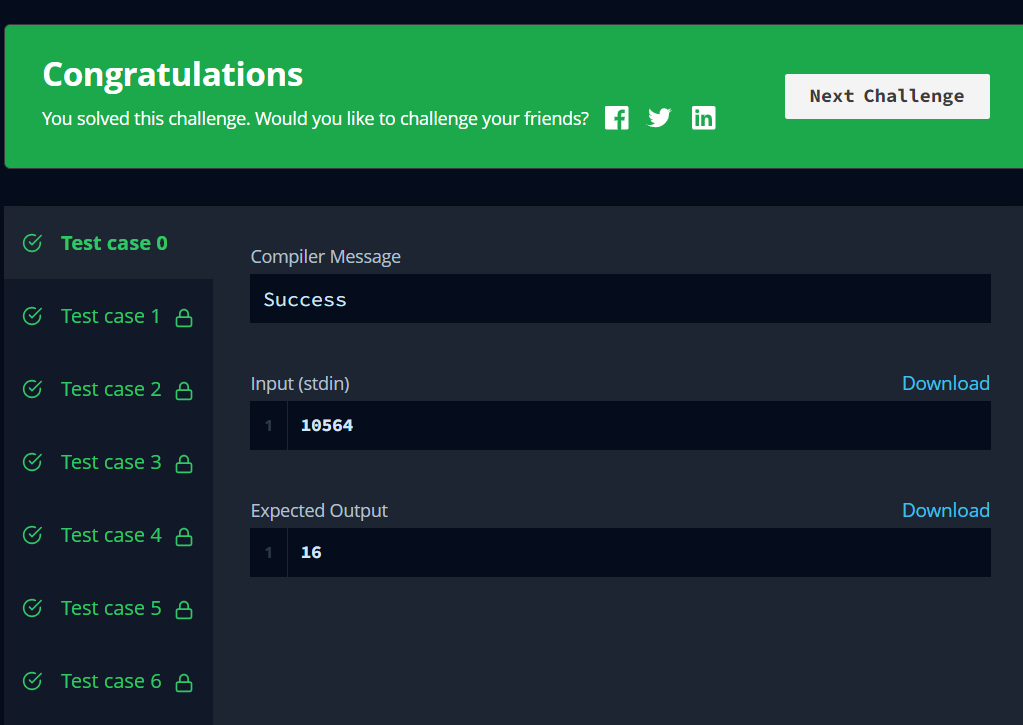 Congratulations
You solved this challenge. Would you like to challenge your friends?
Next Challenge
Test case 0
Test case 1
Test case 2
Test case 3
Test case 4
Test case 5
Test case 6
Compiler Message
Success
Input (stdin)
Download
1 10564
Expected Output
Download
1 16